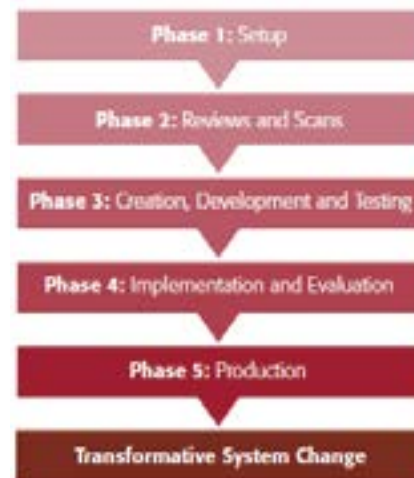 Phase 1: Setup
Phase 2: Reviews and Scans
Phase 3: Creation, Development and Testing
Phase 4: Implementation and Evaluation
Phase 5: Production
Transformative System Change